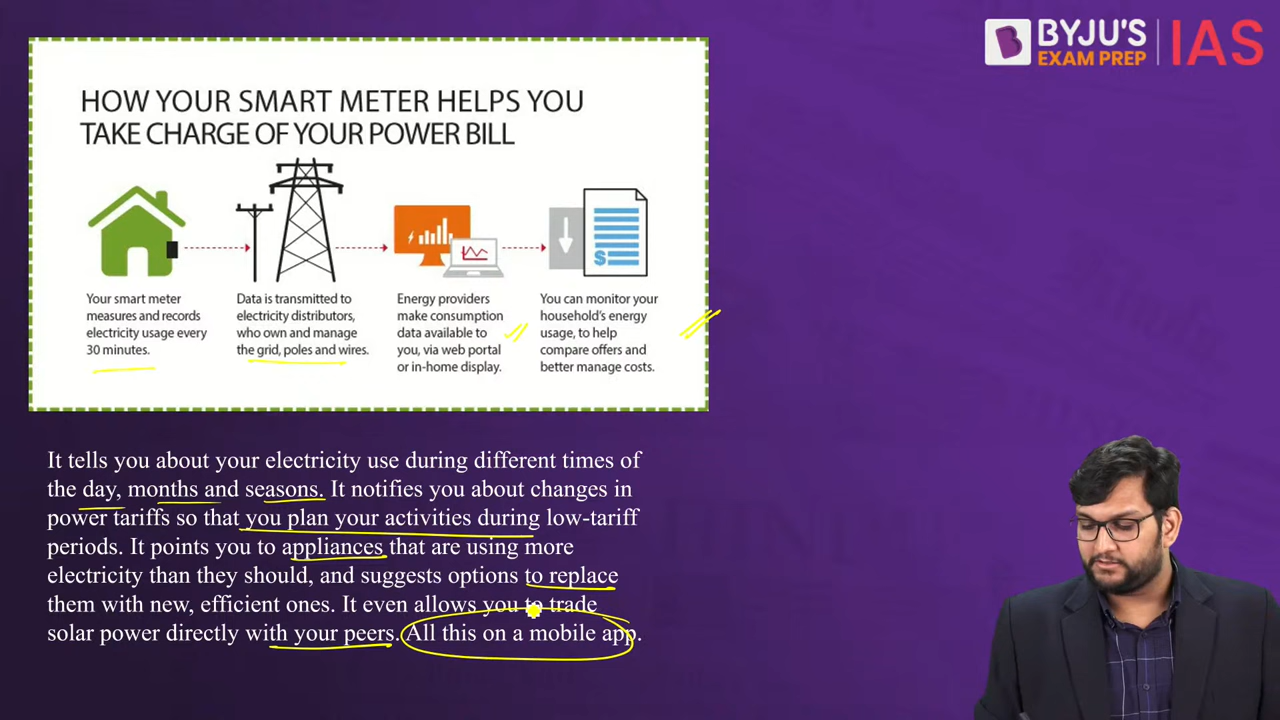 BYJU'S
EXAM PREP
IAS
HOW YOUR SMART METER HELPS YOU
TAKE CHARGE OF YOUR POWER BILL
Your smart meter
measures and records
electricity usage every
30 minutes.
Data is transmitted to
electricity distributors,
who own and manage
the grid, poles and wires.
Energy providers
make consumption
data available to
you, via web portal
or in-home display.
$
You can monitor your
household's energy
usage, to help
compare offers and
better manage costs.
It tells you about your electricity use during different times of
the day, months and seasons. It notifies you about changes in
power tariffs so that you plan your activities during low-tariff
periods. It points you to appliances that are using more
electricity than they should, and suggests options to replace
them with new, efficient ones. It even allows you to trade
solar power directly with your peers. All this on a mobile app.